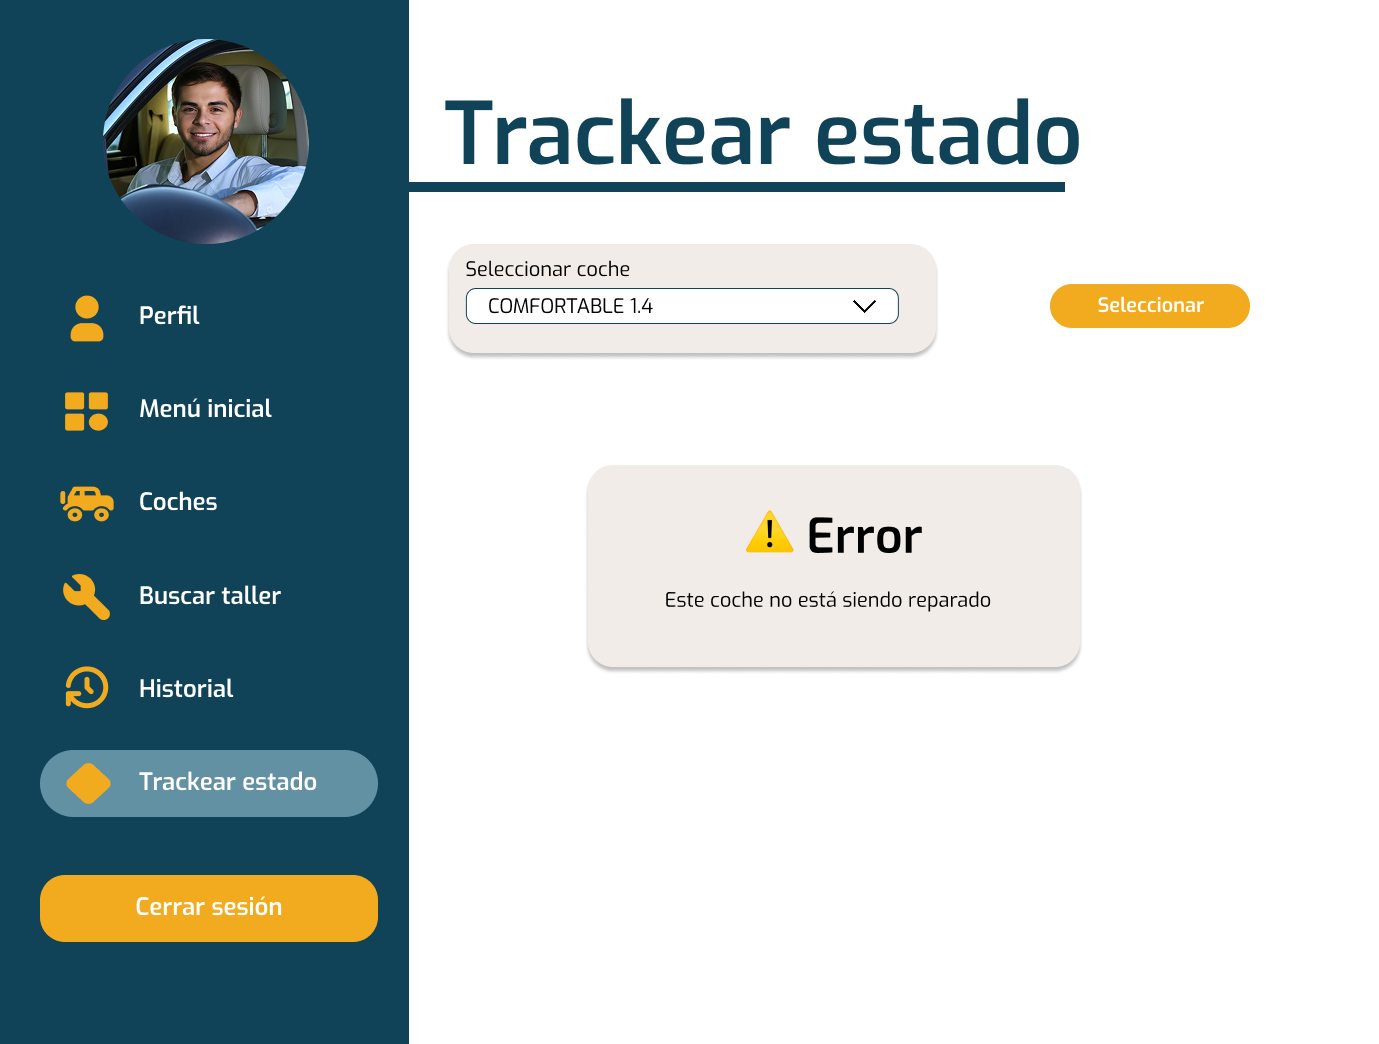 Perfil
Menú inicial
Coches
Buscar taller
Historial
Trackear estado
Cerrar sesión
Trackear estado
Seleccionar coche
COMFORTABLE 1.4
Seleccionar
Error
Este coche no está siendo reparado